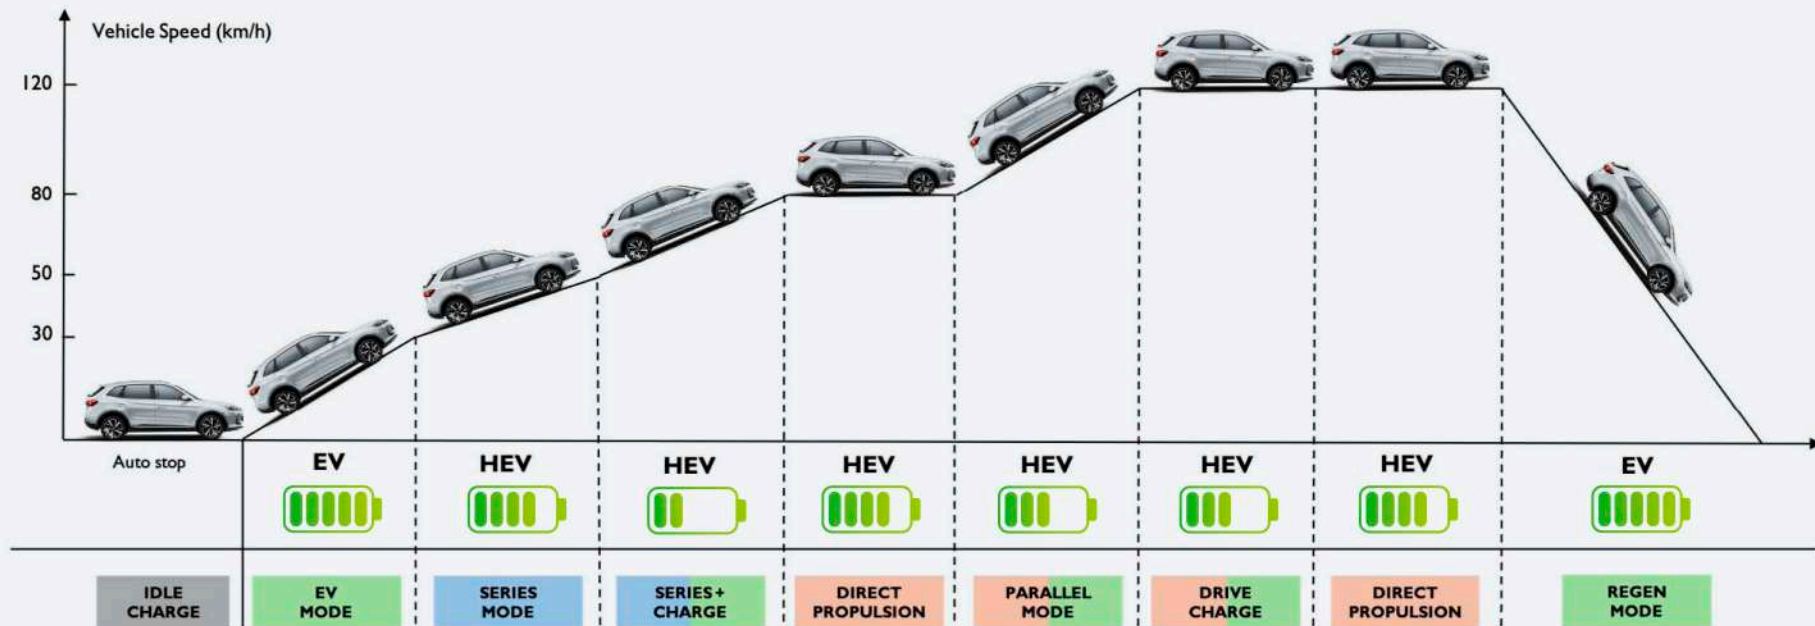 Vehicle Speed (km/h)
120
80
50
30
Auto stop
EV
HEV
HEV
HEV
HEV
HEV
HEV
EV
IDLE
CHARGE
EV
MODE
SERIES
MODE
SERIES+
CHARGE
DIRECT
PROPULSION
PARALLEL
MODE
DRIVE
CHARGE
DIRECT
PROPULSION
REGEN
MODE